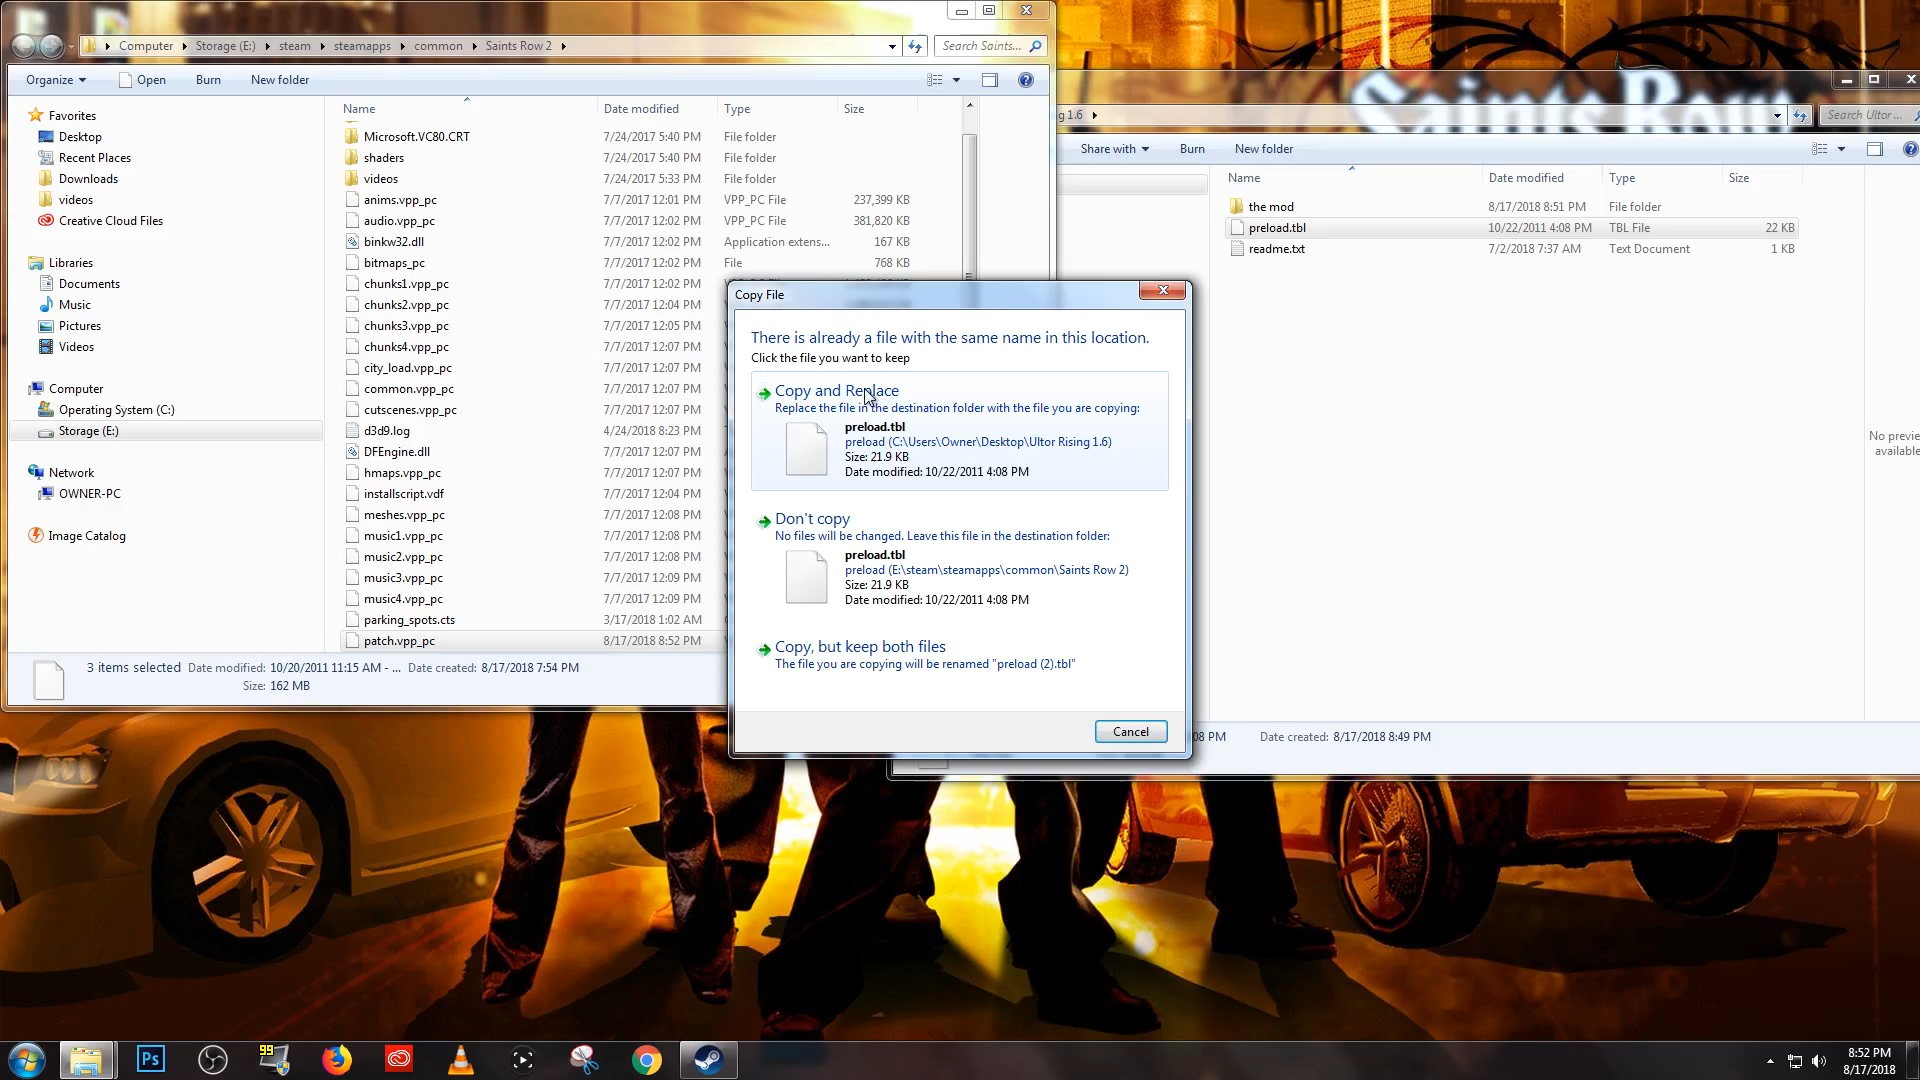 Computer Storage (E:) steam steamapps common Saints Row 2
Search Saints...
Organize Open Burn New folder
Favorites
Desktop
Recent Places
Downloads
videos
Creative Cloud Files
Libraries
Documents
Music
Pictures
Videos
Computer
Operating System (C:)
Storage (E:)
Network
OWNER-PC
Image Catalog
Name Date modified Type Size
Microsoft.VC80.CRT 7/24/2017 5:40 PM File folder
shaders 7/24/2017 5:40 PM File folder
videos 7/24/2017 5:33 PM File folder
anims.vpp_pc 7/7/2017 12:01 PM VPP_PC File 237,399 KB
audio.vpp_pc 7/7/2017 12:02 PM VPP_PC File 381,820 KB
binkw32.dll 7/7/2017 12:02 PM Application extens... 167 KB
bitmaps_pc 7/7/2017 12:02 PM File 768 KB
chunks1.vpp_pc 7/7/2017 12:02 PM
chunks2.vpp_pc 7/7/2017 12:04 PM
chunks3.vpp_pc 7/7/2017 12:05 PM
chunks4.vpp_pc 7/7/2017 12:07 PM
city_load.vpp_pc 7/7/2017 12:07 PM
common.vpp_pc 7/7/2017 12:07 PM
cutscenes.vpp_pc 7/7/2017 12:07 PM
d3d9.log 4/24/2018 8:23 PM
DFEngine.dll 7/7/2017 12:07 PM
hmaps.vpp_pc 7/7/2017 12:07 PM
installscript.vdf 7/7/2017 12:04 PM
meshes.vpp_pc 7/7/2017 12:08 PM
music1.vpp_pc 7/7/2017 12:08 PM
music2.vpp_pc 7/7/2017 12:08 PM
music3.vpp_pc 7/7/2017 12:09 PM
music4.vpp_pc 7/7/2017 12:09 PM
parking_spots.cts 3/17/2018 1:02 AM
patch.vpp_pc 8/17/2018 8:52 PM
3 items selected Date modified: 10/20/2011 11:15 AM - ... Date created: 8/17/2018 7:54 PM
Size: 162 MB
Saints Row
g 1.6
Search Ultor ...
Share with Burn New folder
Name Date modified Type Size
the mod 8/17/2018 8:51 PM File folder
preload.tbl 10/22/2011 4:08 PM TBL File 22 KB
readme.txt 7/2/2018 7:37 AM Text Document 1 KB
No previe
available
08 PM Date created: 8/17/2018 8:49 PM
Copy File
There is already a file with the same name in this location.
Click the file you want to keep
Copy and Replace
Replace the file in the destination folder with the file you are copying:
preload.tbl
preload (C:\Users\Owner\Desktop\Ultor Rising 1.6)
Size: 21.9 KB
Date modified: 10/22/2011 4:08 PM
Don't copy
No files will be changed. Leave this file in the destination folder:
preload.tbl
preload (E:\steam\steamapps\common\Saints Row 2)
Size: 21.9 KB
Date modified: 10/22/2011 4:08 PM
Copy, but keep both files
The file you are copying will be renamed "preload (2).tbl"
Cancel
Ps
99
8:52 PM
8/17/2018